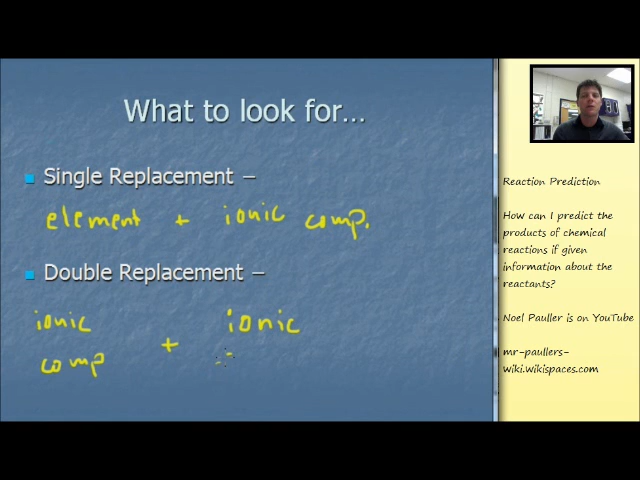 What to look for...
Single Replacement –
element + ionic comp.
Double Replacement –
ionic
comp + ionic
Reaction Prediction
How can I predict the
products of chemical
reactions if given
information about the
reactants?
Noel Pauller is on YouTube
mr-paullers-
wiki.wikispaces.com